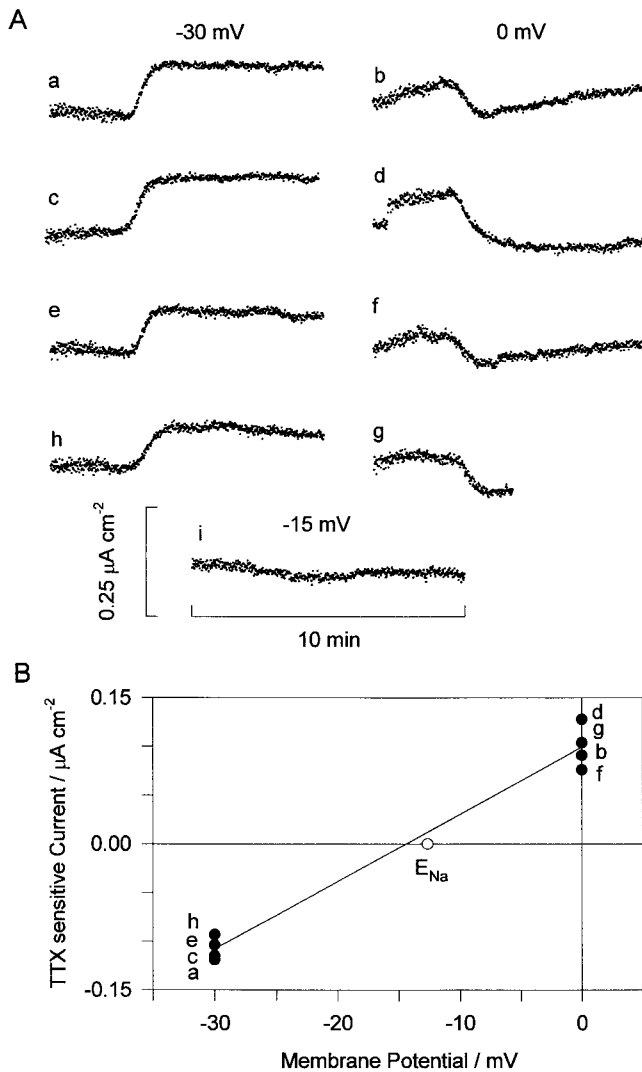 A
-30 mV
0 mV
a
b
c
d
e
f
h
g
0.25 µA cm-2
i
-15 mV
10 min
B
TTX sensitive Current / µA cm-2
0.15
0.00
-0.15
d
g
b
f
E Na
h
e
c
a
-30
-20
-10
0
Membrane Potential / mV